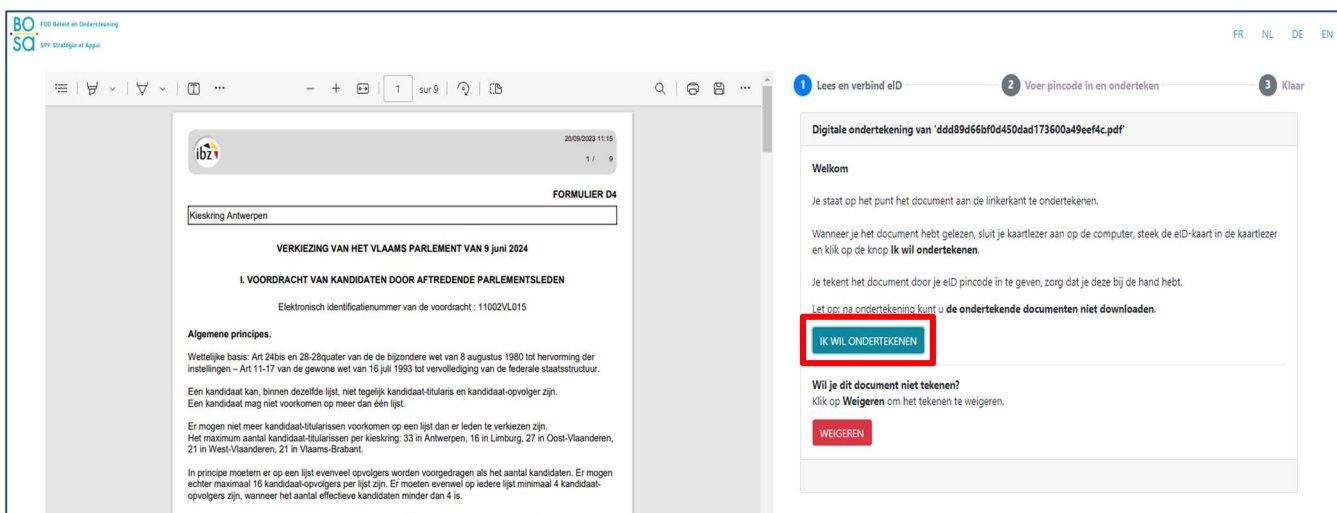 BO
SA
FOD Beleid en Ondersteuning
SPF Stratégie et Appui
FR NL DE EN
1 sur 9
ibz
20/09/2023 11:15
1 / 9
FORMULIER D4
Kieskring Antwerpen
VERKIEZING VAN HET VLAAMS PARLEMENT VAN 9 juni 2024
I. VOORDRACHT VAN KANDIDATEN DOOR AFTREDENDE PARLEMENTSLEDEN
Elektronisch identificatienummer van de voordracht : 11002VL015
Algemene principes.
Wettelijke basis: Art 24bis en 28-28quater van de de bijzondere wet van 8 augustus 1980 tot hervorming der
instellingen – Art 11-17 van de gewone wet van 16 juli 1993 tot vervollediging van de federale staatsstructuur.
Een kandidaat kan, binnen dezelfde lijst, niet tegelijk kandidaat-titularis en kandidaat-opvolger zijn.
Een kandidaat mag niet voorkomen op meer dan één lijst.
Er mogen niet meer kandidaat-titularissen voorkomen op een lijst dan er leden te verkiezen zijn.
Het maximum aantal kandidaat-titularissen per kieskring: 33 in Antwerpen, 16 in Limburg, 27 in Oost-Vlaanderen,
21 in West-Vlaanderen, 21 in Vlaams-Brabant.
In principe moetern er op een lijst evenveel opvolgers worden voorgedragen als het aantal kandidaten. Er mogen
echter maximaal 16 kandidaat-opvolgers per lijst zijn. Er moeten evenwel op iedere lijst minimaal 4 kandidaat-
opvolgers zijn, wanneer het aantal effectieve kandidaten minder dan 4 is.
1 Lees en verbind eID 2 Voer pincode in en onderteken 3 Klaar
Digitale ondertekening van 'ddd89d66bf0d450dad173600a49eef4c.pdf'
Welkom
Je staat op het punt het document aan de linkerkant te ondertekenen.
Wanneer je het document hebt gelezen, sluit je kaartlezer aan op de computer, steek de eID-kaart in de kaartlezer
en klik op de knop Ik wil ondertekenen.
Je tekent het document door je eID pincode in te geven, zorg dat je deze bij de hand hebt.
Let op: na ondertekening kunt u de ondertekende documenten niet downloaden.
IK WIL ONDERTEKENEN
Wil je dit document niet tekenen?
Klik op Weigeren om het tekenen te weigeren.
WEIGEREN